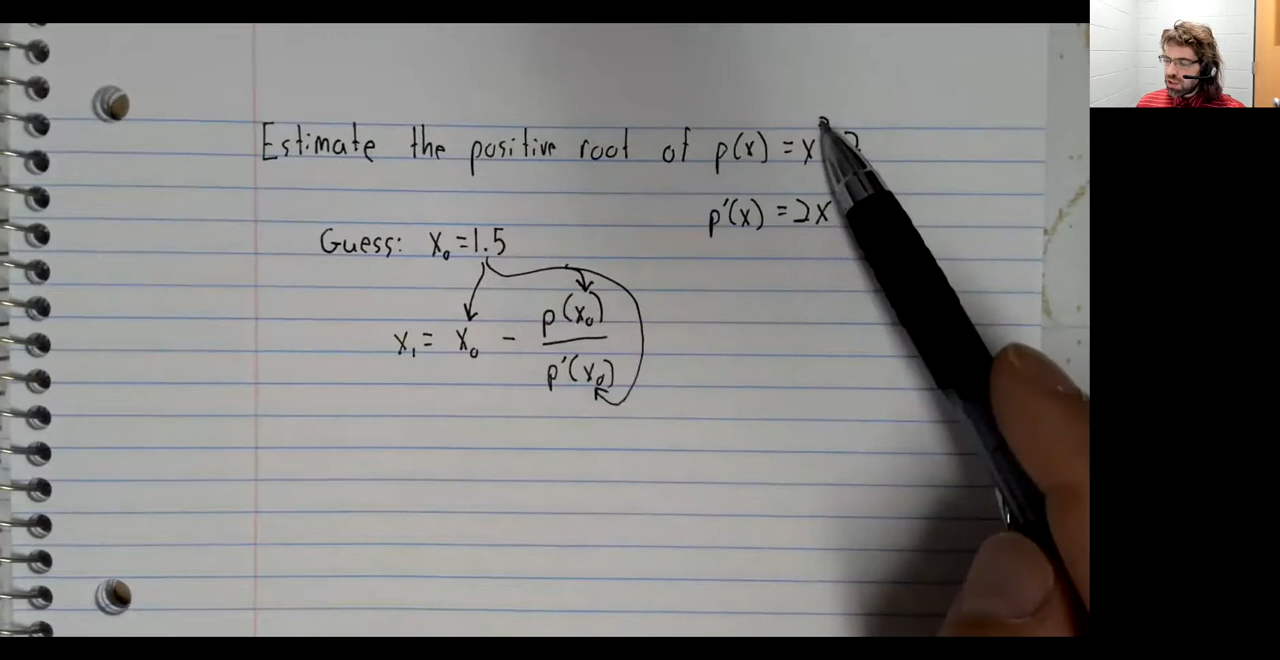 Estimate the positive root of p(x) = x
p'(x) = 2x
Guess: x₀ = 1.5
x₁ = x₀ - p(x₀) / p'(x₀)